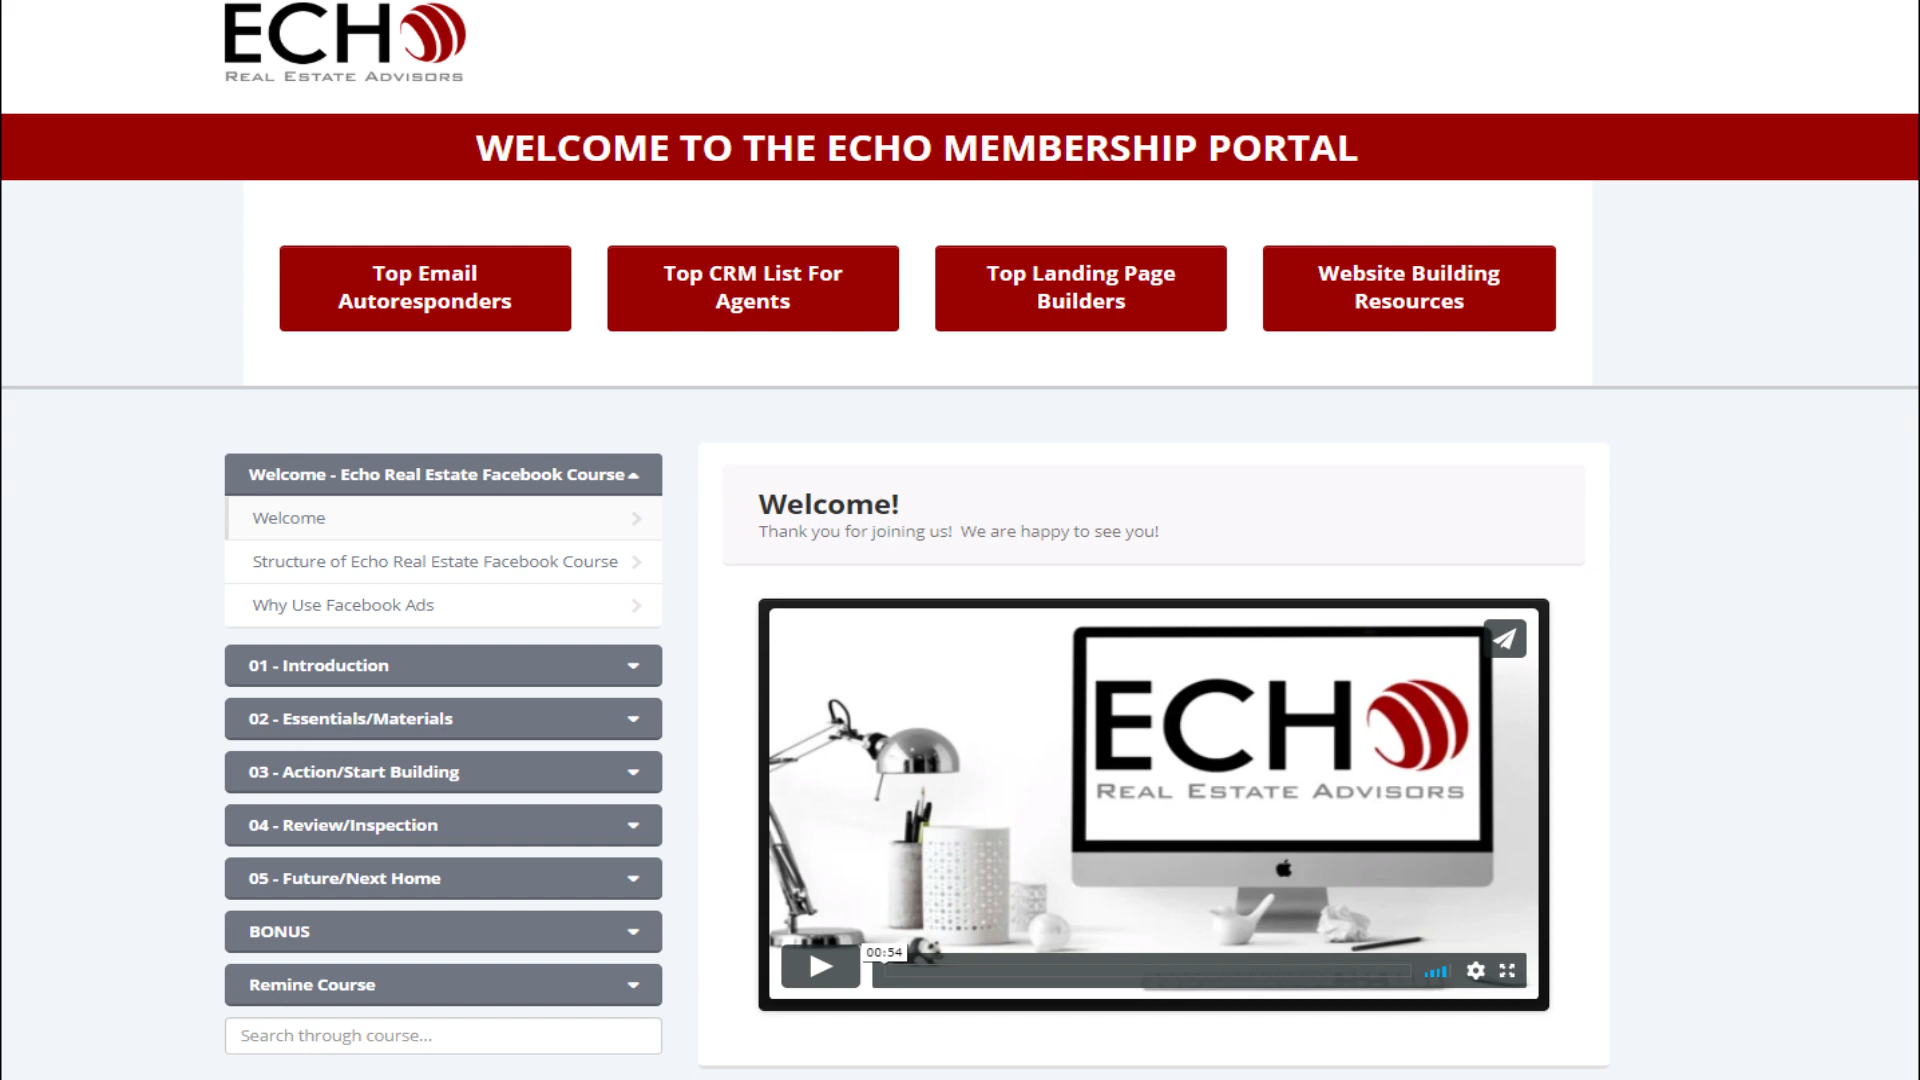 ECHO
REAL ESTATE ADVISORS
WELCOME TO THE ECHO MEMBERSHIP PORTAL
Top Email
Autoresponders
Top CRM List For
Agents
Top Landing Page
Builders
Website Building
Resources
Welcome - Echo Real Estate Facebook Course
Welcome
Structure of Echo Real Estate Facebook Course
Why Use Facebook Ads
01 - Introduction
02 - Essentials/Materials
03 - Action/Start Building
04 - Review/Inspection
05 - Future/Next Home
BONUS
Remine Course
Search through course...
Welcome!
Thank you for joining us!  We are happy to see you!
ECHO
REAL ESTATE ADVISORS
00:54